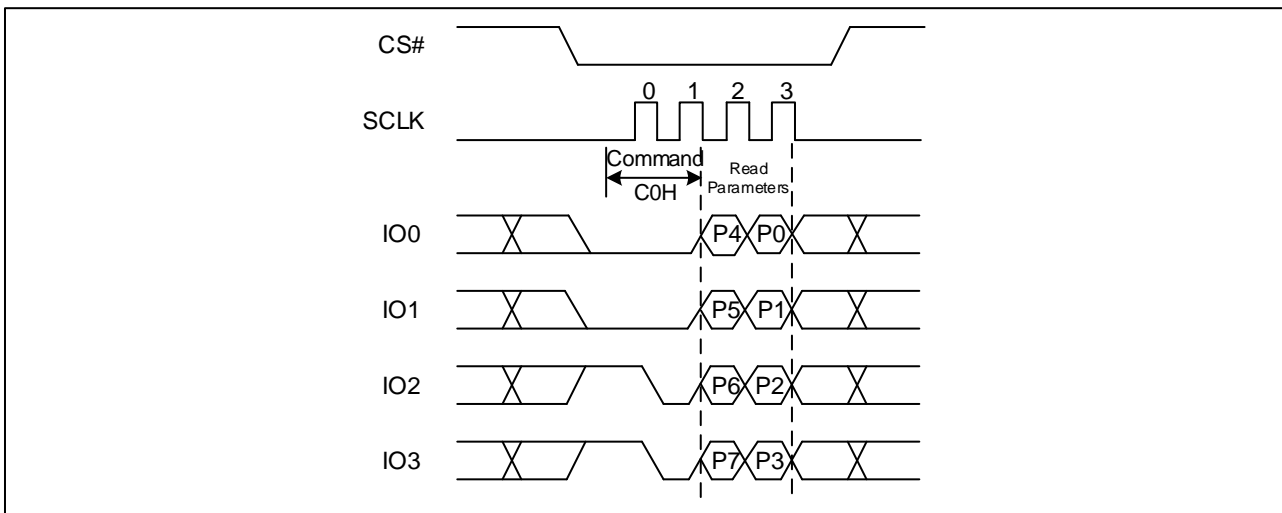 CS#
0 1 2 3
SCLK
Command
C0H
Read
Parameters
IO0 P4 P0
IO1 P5 P1
IO2 P6 P2
IO3 P7 P3